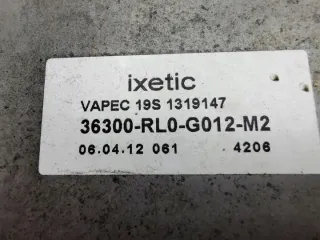 ixetic
VAPEC 19S 1319147
36300-RL0-G012-M2
06.04.12 061 4206